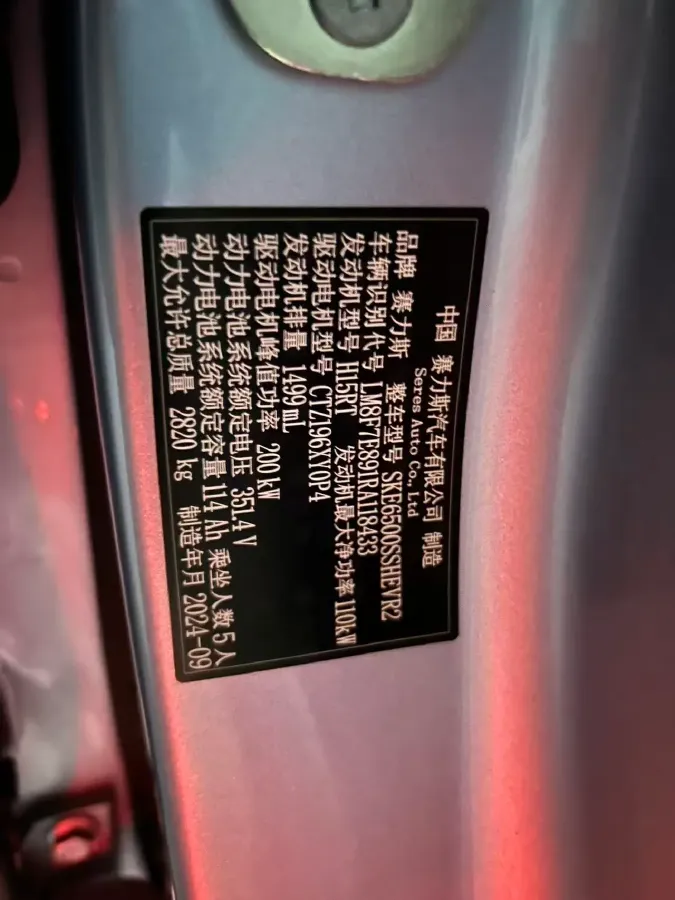 中国 赛力斯汽车有限公司 制造
Seres Auto Co., Ltd
品牌 赛力斯 整车型号 SKE6500SSHEVR2
车辆识别代号 LM8F7E891RA118433
发动机型号 H15RT 发动机最大净功率 110kW
驱动电机型号 CTZ196XY0P4
发动机排量 1499 mL
驱动电机峰值功率 200 kW
动力电池系统额定电压 351.4 V
动力电池系统额定容量 114 Ah 乘坐人数 5 人
最大允许总质量 2820 kg 制造年月 2024-09